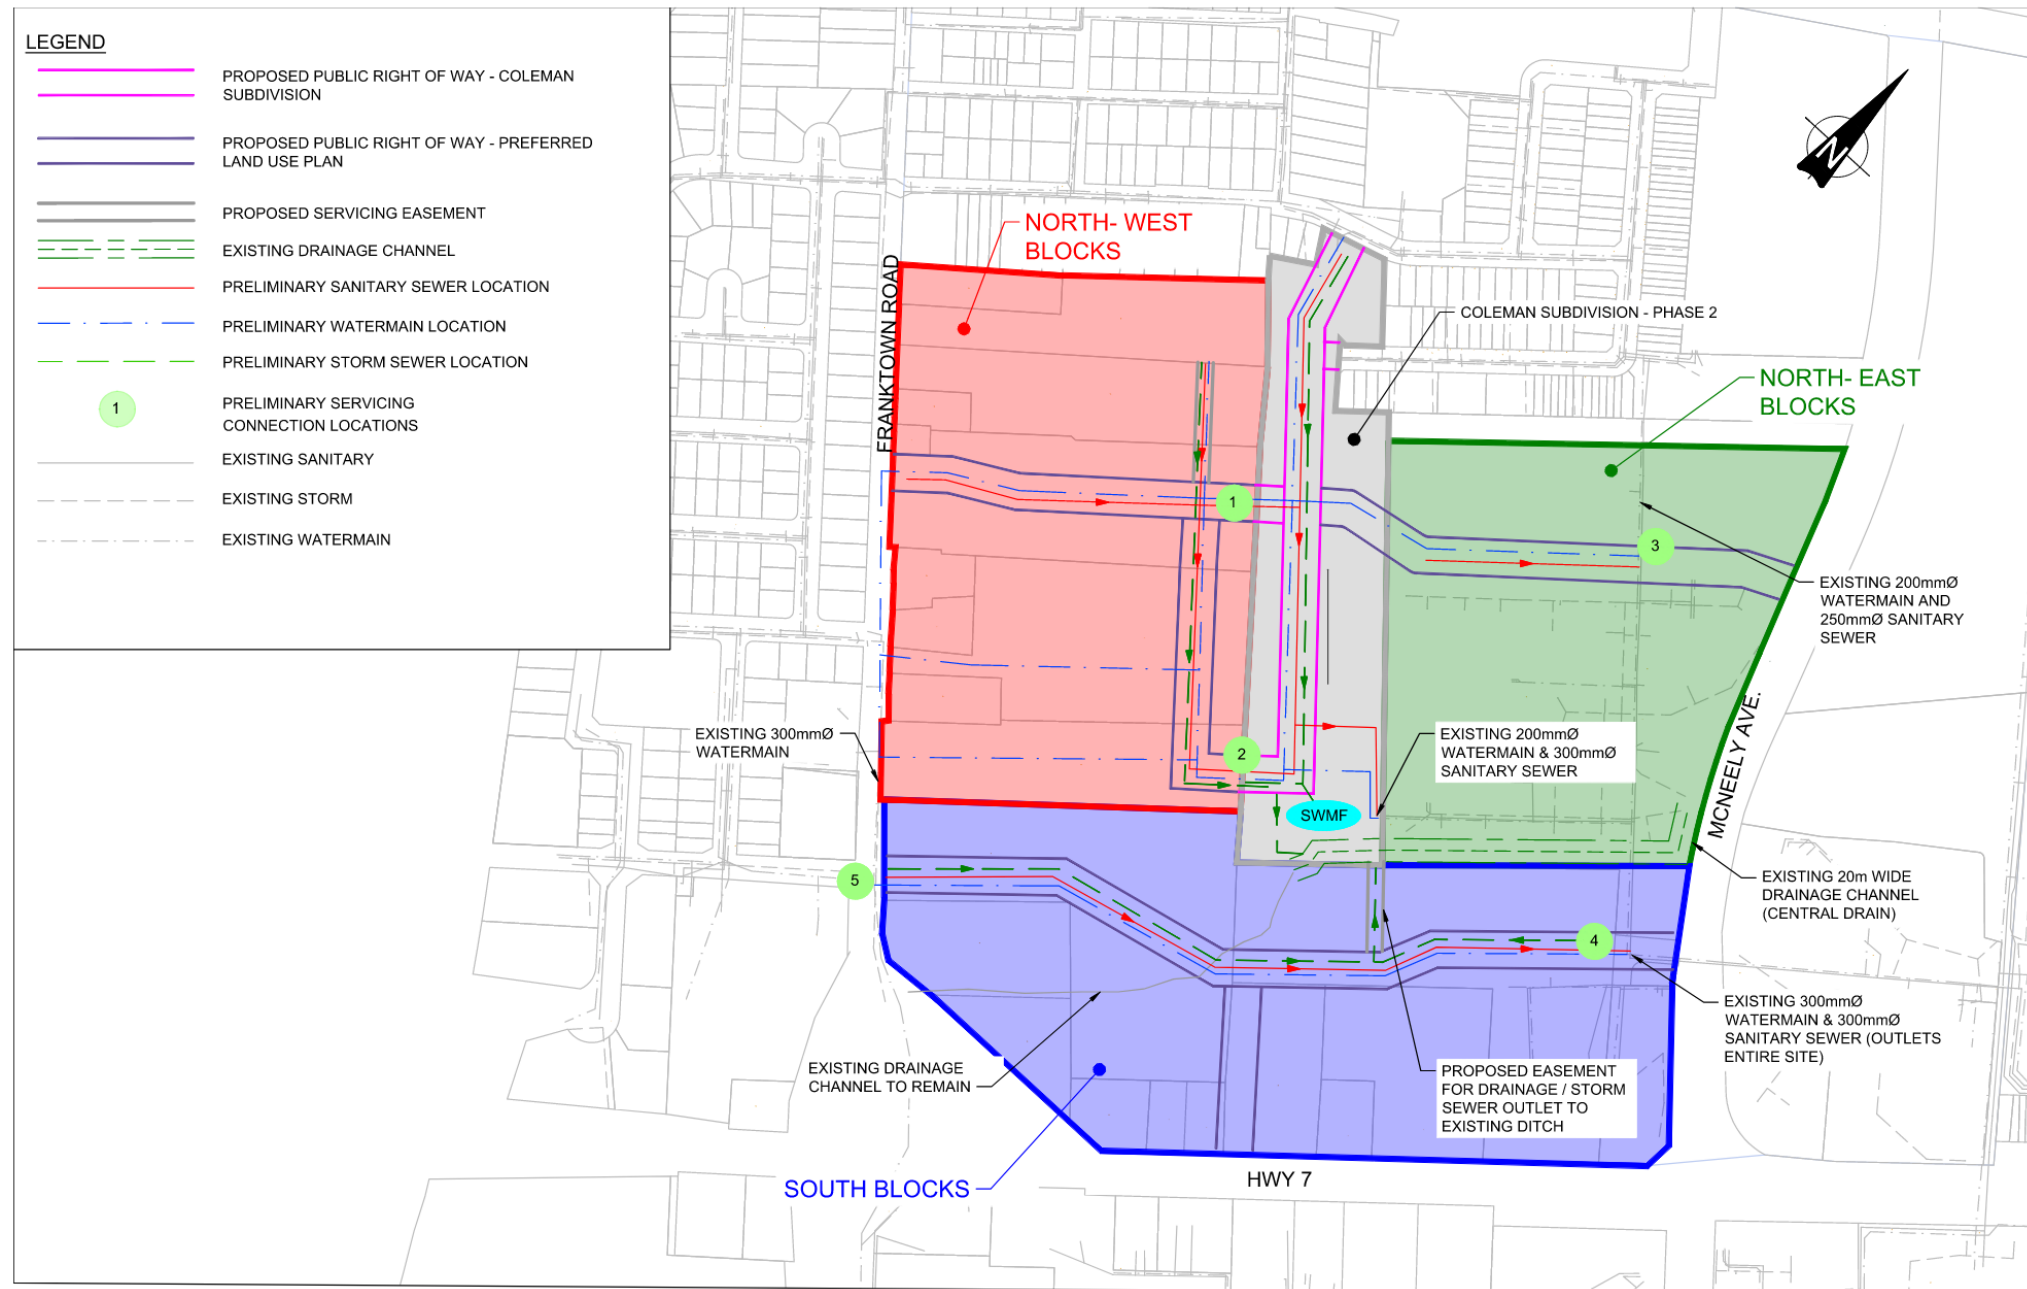 LEGEND
PROPOSED PUBLIC RIGHT OF WAY - COLEMAN
SUBDIVISION
PROPOSED PUBLIC RIGHT OF WAY - PREFERRED
LAND USE PLAN
PROPOSED SERVICING EASEMENT
EXISTING DRAINAGE CHANNEL
PRELIMINARY SANITARY SEWER LOCATION
PRELIMINARY WATERMAIN LOCATION
PRELIMINARY STORM SEWER LOCATION
1
PRELIMINARY SERVICING
CONNECTION LOCATIONS
EXISTING SANITARY
EXISTING STORM
EXISTING WATERMAIN
N
NORTH- WEST
BLOCKS
FRANKTOWN ROAD
COLEMAN SUBDIVISION - PHASE 2
NORTH- EAST
BLOCKS
1
3
EXISTING 200mmØ
WATERMAIN AND
250mmØ SANITARY
SEWER
MCNEELY AVE.
EXISTING 300mmØ
WATERMAIN
2
EXISTING 200mmØ
WATERMAIN & 300mmØ
SANITARY SEWER
SWMF
5
EXISTING 20m WIDE
DRAINAGE CHANNEL
(CENTRAL DRAIN)
4
EXISTING 300mmØ
WATERMAIN & 300mmØ
SANITARY SEWER (OUTLETS
ENTIRE SITE)
EXISTING DRAINAGE
CHANNEL TO REMAIN
PROPOSED EASEMENT
FOR DRAINAGE / STORM
SEWER OUTLET TO
EXISTING DITCH
SOUTH BLOCKS
HWY 7